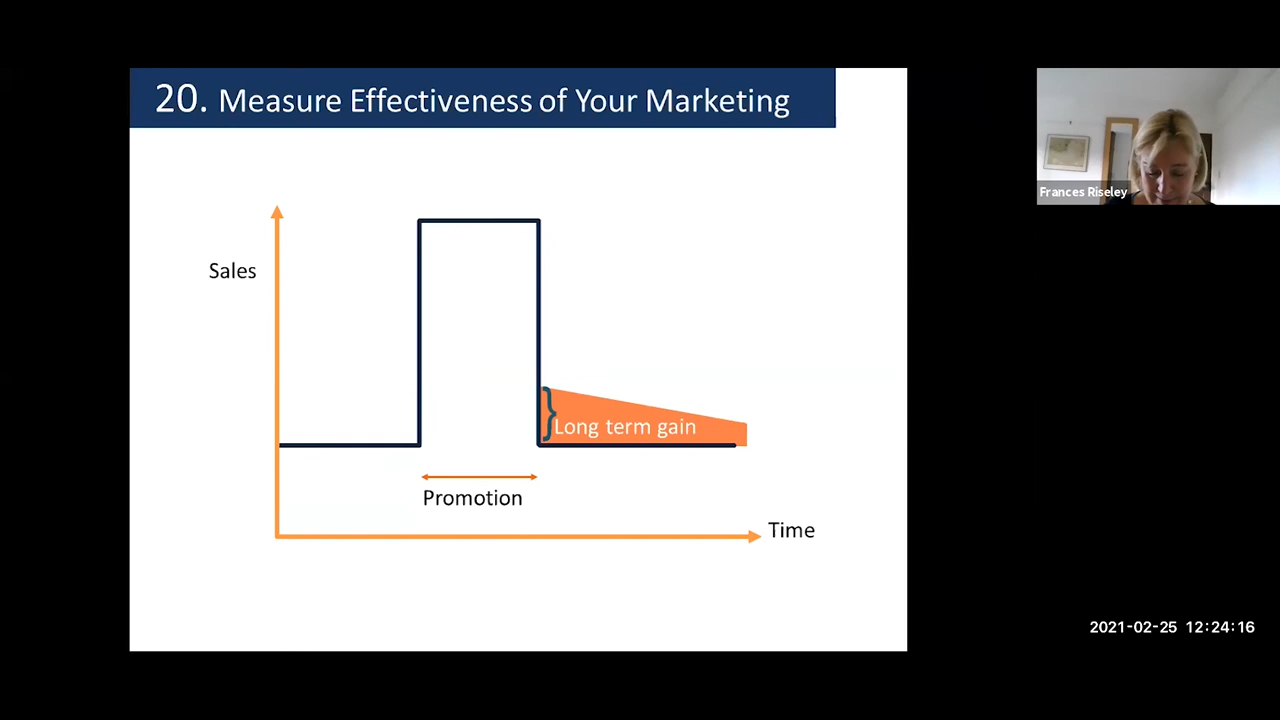 20. Measure Effectiveness of Your Marketing
Frances Riseley
Sales
Long term gain
Promotion
Time
2021-02-25 12:24:16